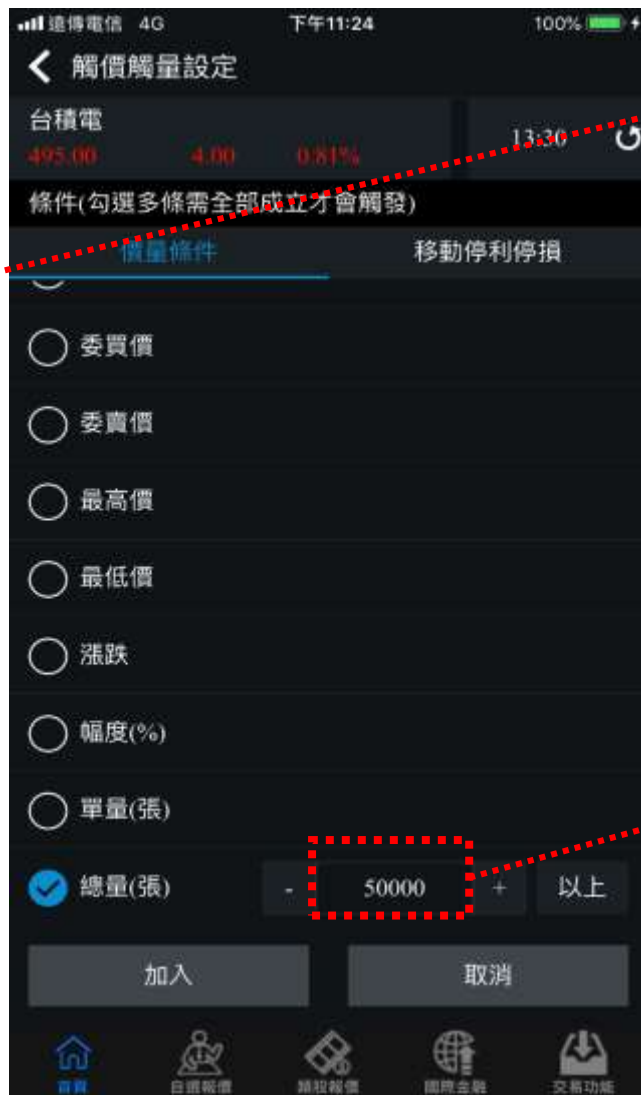 遠傳電信 4G 下午11:24 100%
觸價觸量設定
台積電
495.00 4.00 0.81% 13:30
條件(勾選多條需全部成立才會觸發)
價量條件 移動停利停損
委買價
委賣價
最高價
最低價
漲跌
幅度(%)
單量(張)
總量(張) - 50000 + 以上
加入 取消
首頁 自選報價 類股報價 國際金融 交易功能